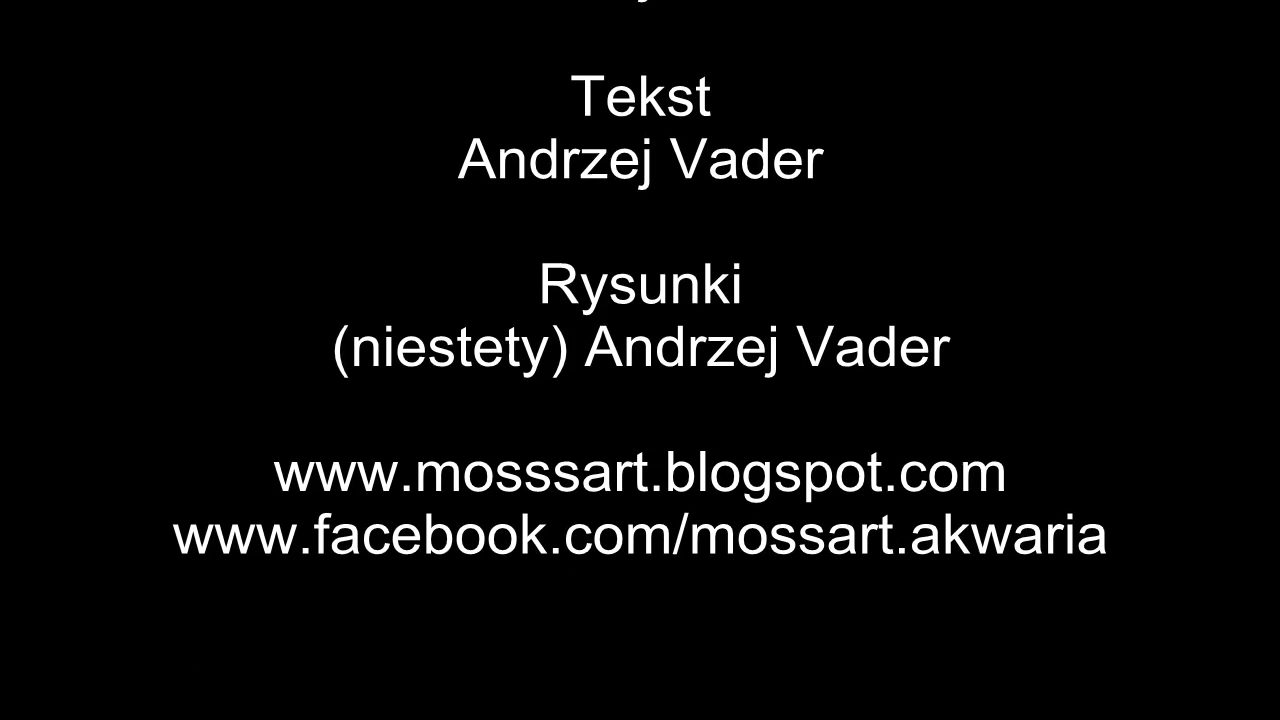 Tekst
Andrzej Vader
Rysunki
(niestety) Andrzej Vader
www.mosssart.blogspot.com
www.facebook.com/mossart.akwaria